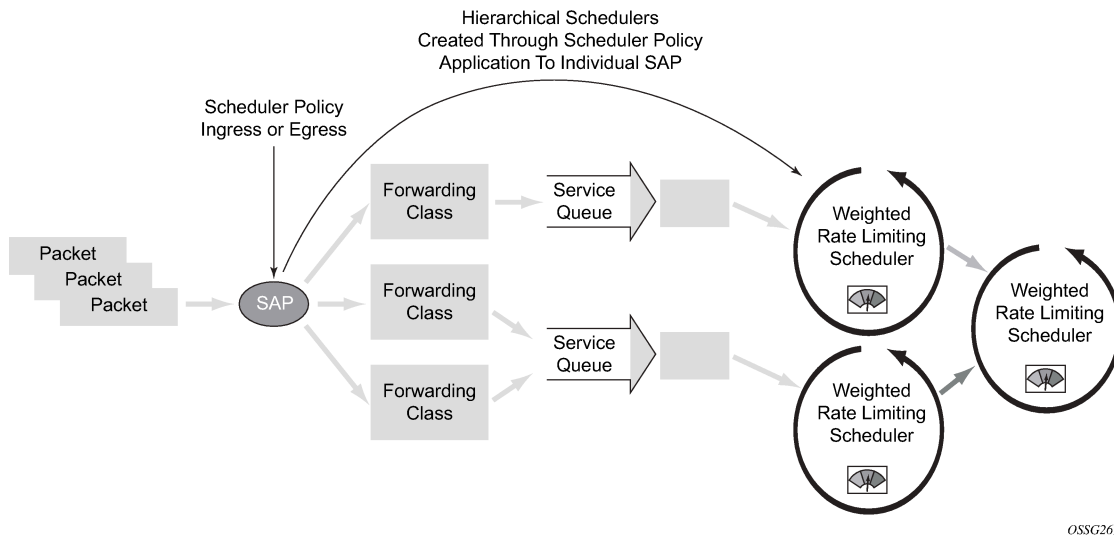 Hierarchical Schedulers
Created Through Scheduler Policy
Application To Individual SAP
Scheduler Policy
Ingress or Egress
Packet
Packet
Packet
SAP
Forwarding
Class
Forwarding
Class
Forwarding
Class
Service
Queue
Service
Queue
Weighted
Rate Limiting
Scheduler
Weighted
Rate Limiting
Scheduler
Weighted
Rate Limiting
Scheduler
OSSG26